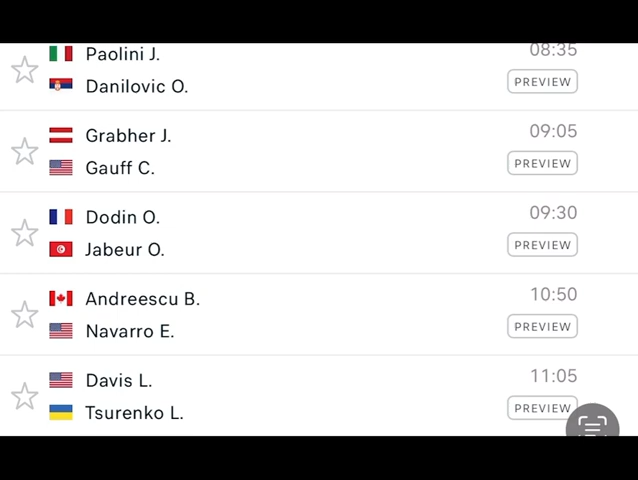 Paolini J.
08:35
Danilovic O.
PREVIEW
Grabher J.
09:05
Gauff C.
PREVIEW
Dodin O.
09:30
Jabeur O.
PREVIEW
Andreescu B.
10:50
Navarro E.
PREVIEW
Davis L.
11:05
Tsurenko L.
PREVIEW